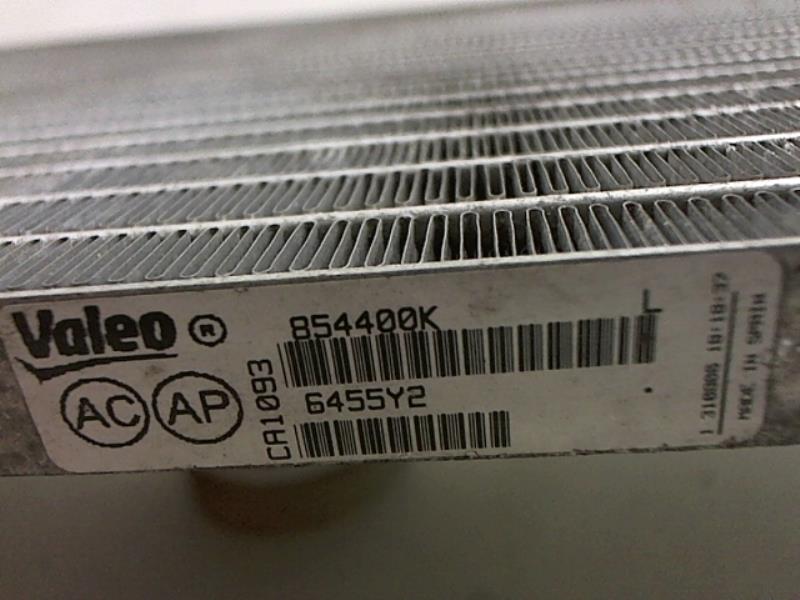 Valeo ®
854400K
AC AP
CA1093
6455Y2
MADE IN SPAIN